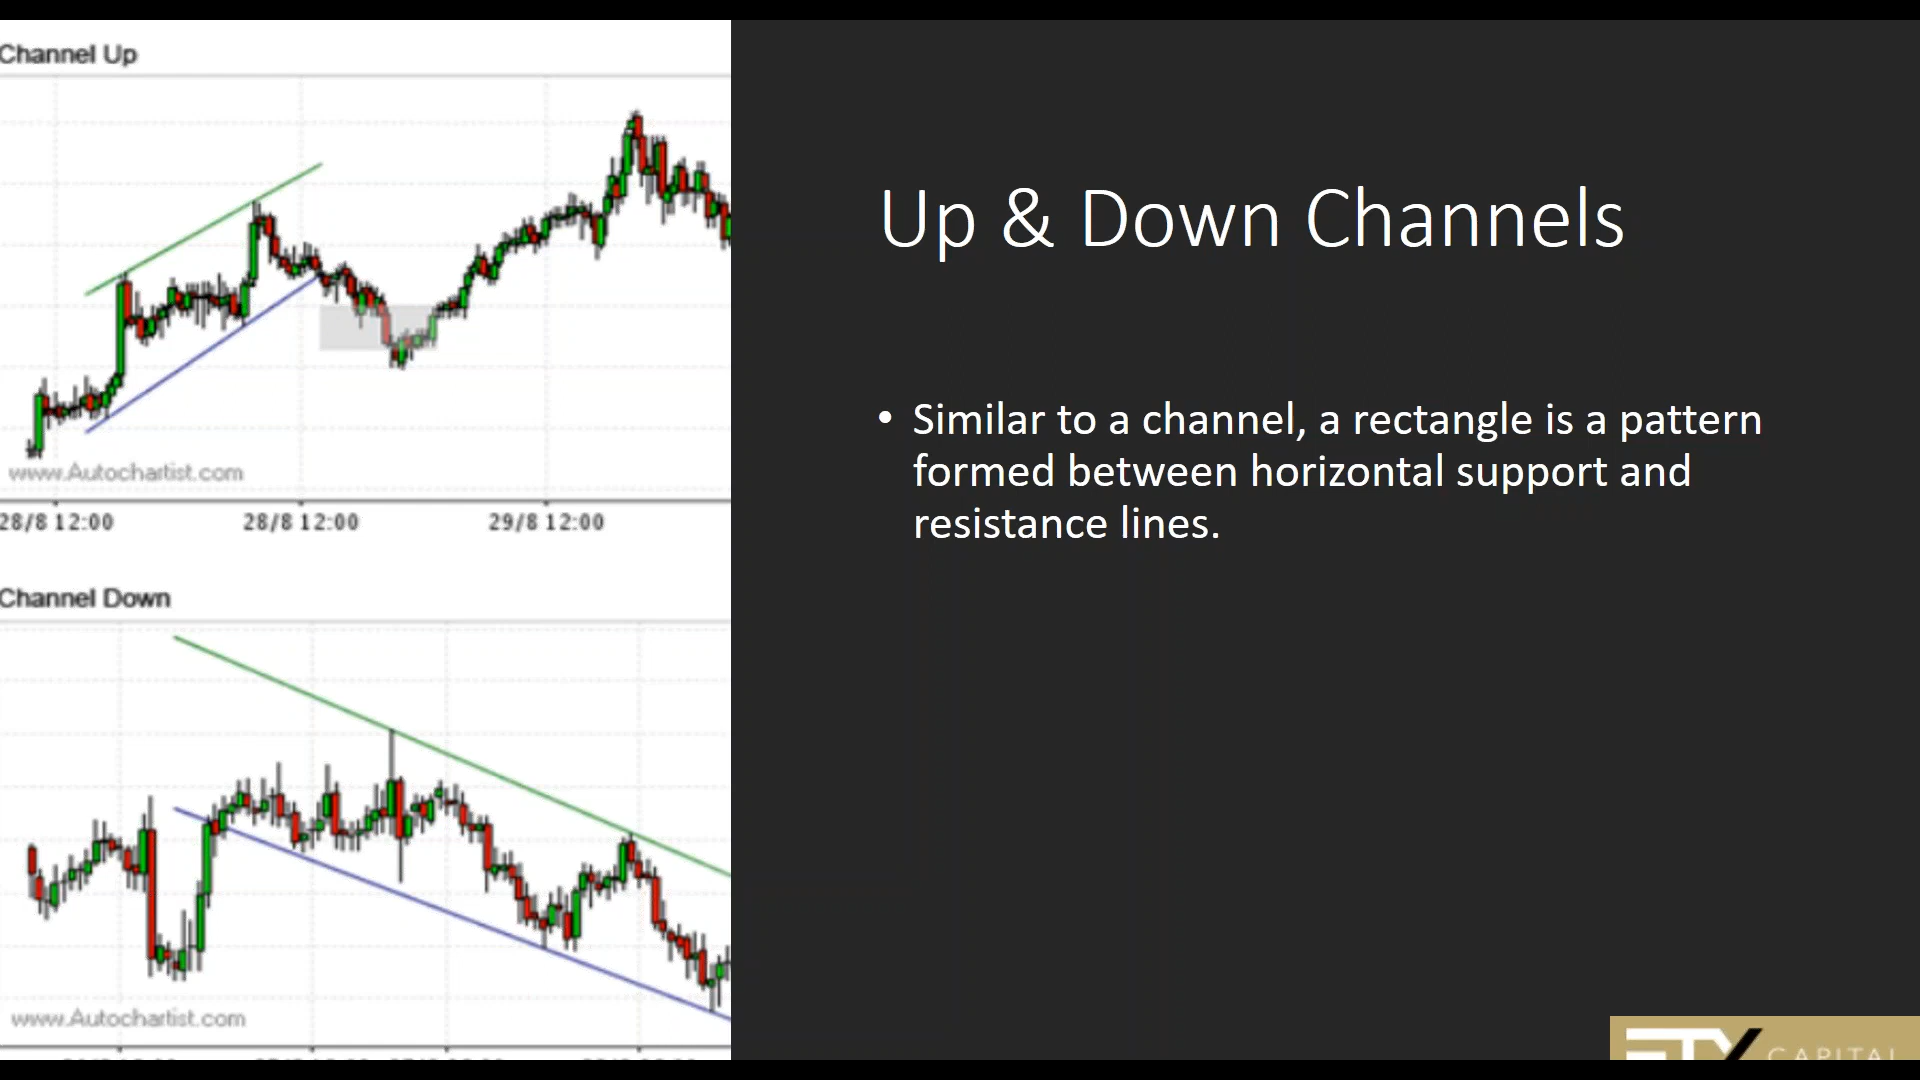 Channel Up
www.Autochartist.com
28/8 12:00 28/8 12:00 29/8 12:00
Channel Down
www.Autochartist.com
Up & Down Channels
• Similar to a channel, a rectangle is a pattern
formed between horizontal support and
resistance lines.
ETX CAPITAL